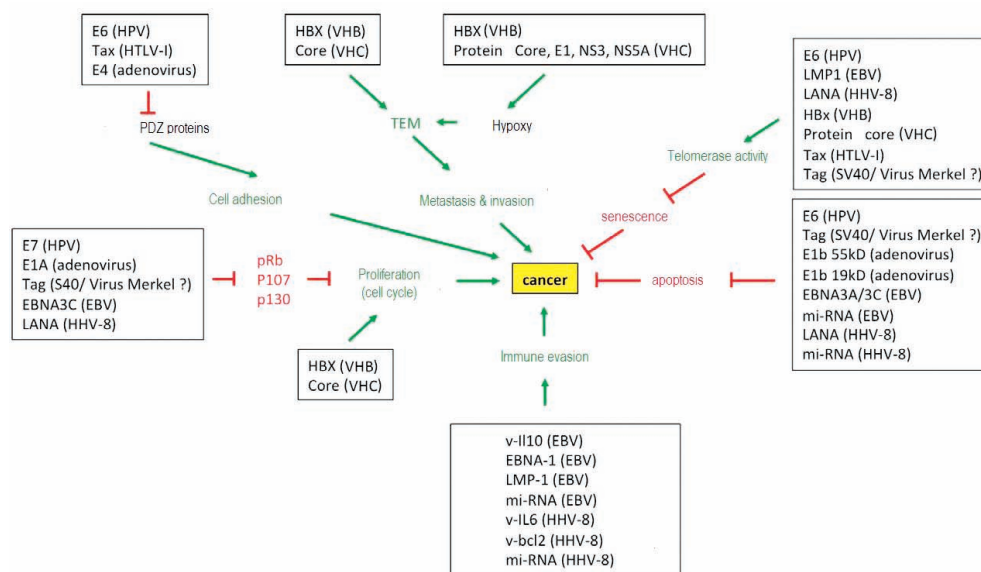 E6 (HPV)
Tax (HTLV-I)
E4 (adenovirus)
HBX (VHB)
Core (VHC)
HBX (VHB)
Protein Core, E1, NS3, NS5A (VHC)
E6 (HPV)
LMP1 (EBV)
LANA (HHV-8)
HBx (VHB)
Protein core (VHC)
Tax (HTLV-I)
Tag (SV40/ Virus Merkel ?)
PDZ proteins
TEM
Hypoxy
Telomerase activity
Cell adhesion
Metastasis & invasion
senescence
E7 (HPV)
E1A (adenovirus)
Tag (S40/ Virus Merkel ?)
EBNA3C (EBV)
LANA (HHV-8)
pRb
P107
p130
Proliferation
(cell cycle)
cancer
apoptosis
E6 (HPV)
Tag (SV40/ Virus Merkel ?)
E1b 55kD (adenovirus)
E1b 19kD (adenovirus)
EBNA3A/3C (EBV)
mi-RNA (EBV)
LANA (HHV-8)
mi-RNA (HHV-8)
HBX (VHB)
Core (VHC)
Immune evasion
v-Il10 (EBV)
EBNA-1 (EBV)
LMP-1 (EBV)
mi-RNA (EBV)
v-IL6 (HHV-8)
v-bcl2 (HHV-8)
mi-RNA (HHV-8)